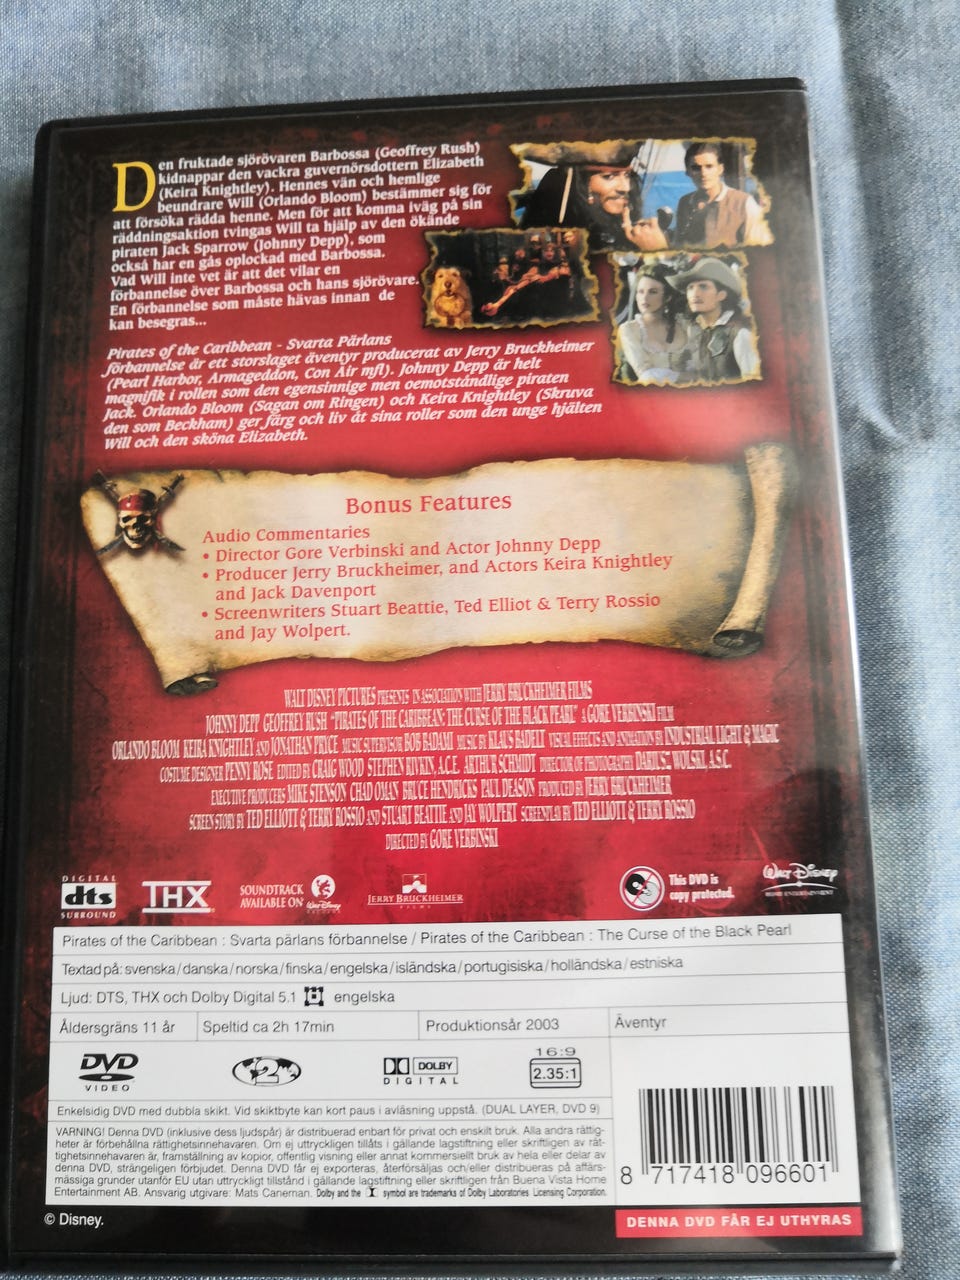 Den fruktade sjörövaren Barbossa (Geoffrey Rush)
kidnappar den vackra guvernörsdottern Elizabeth
(Keira Knightley). Hennes vän och hemlige
beundrare Will (Orlando Bloom) bestämmer sig för
att försöka rädda henne. Men för att komma iväg på sin
räddningsaktion tvingas Will ta hjälp av den ökände
piraten Jack Sparrow (Johnny Depp), som
också har en gås oplockad med Barbossa.
Vad Will inte vet är att det vilar en
förbannelse över Barbossa och hans sjörövare.
En förbannelse som måste hävas innan de
kan besegras...
Pirates of the Caribbean - Svarta Pärlans
förbannelse är ett storslaget äventyr producerat av Jerry Bruckheimer
(Pearl Harbor, Armageddon, Con Air mfl). Johnny Depp är helt
magnifik i rollen som den egensinnige men oemotståndlige piraten
Jack. Orlando Bloom (Sagan om Ringen) och Keira Knightley (Skruva
den som Beckham) ger färg och liv åt sina roller som den unge hjälten
Will och den sköna Elizabeth.
Bonus Features
Audio Commentaries
• Director Gore Verbinski and Actor Johnny Depp
• Producer Jerry Bruckheimer, and Actors Keira Knightley
and Jack Davenport
• Screenwriters Stuart Beattie, Ted Elliot & Terry Rossio
and Jay Wolpert.
WALT DISNEY PICTURES PRESENTS IN ASSOCIATION WITH JERRY BRUCKHEIMER FILMS
JOHNNY DEPP GEOFFREY RUSH "PIRATES OF THE CARIBBEAN: THE CURSE OF THE BLACK PEARL" A GORE VERBINSKI FILM
ORLANDO BLOOM KEIRA KNIGHTLEY AND JONATHAN PRYCE MUSIC SUPERVISOR BOB BADAMI MUSIC BY KLAUS BADELT VISUAL EFFECTS AND ANIMATION BY INDUSTRIAL LIGHT & MAGIC
COSTUME DESIGNER PENNY ROSE EDITED BY CRAIG WOOD STEPHEN RIVKIN, A.C.E. ARTHUR SCHMIDT DIRECTOR OF PHOTOGRAPHY DARIUSZ WOLSKI, A.S.C.
EXECUTIVE PRODUCERS MIKE STENSON CHAD OMAN BRUCE HENDRICKS PAUL DEASON PRODUCED BY JERRY BRUCKHEIMER
SCREEN STORY BY TED ELLIOTT & TERRY ROSSIO AND STUART BEATTIE AND JAY WOLPERT SCREENPLAY BY TED ELLIOTT & TERRY ROSSIO
DIRECTED BY GORE VERBINSKI
DIGITAL
dts
SURROUND
THX
SOUNDTRACK
AVAILABLE ON
WALT DISNEY
RECORDS
JERRY BRUCKHEIMER
FILMS
This DVD is
copy protected.
WALT DISNEY
HOME ENTERTAINMENT
Pirates of the Caribbean : Svarta pärlans förbannelse / Pirates of the Caribbean : The Curse of the Black Pearl
Textad på: svenska/danska/norska/finska/engelska/isländska/portugisiska/holländska/estniska
Ljud: DTS, THX och Dolby Digital 5.1 engelska
Åldersgräns 11 år
Speltid ca 2h 17min
Produktionsår 2003
Äventyr
DVD
VIDEO
2
DOLBY
DIGITAL
16:9
2.35:1
Enkelsidig DVD med dubbla skikt. Vid skiktbyte kan kort paus i avläsning uppstå. (DUAL LAYER, DVD 9)
VARNING! Denna DVD (inklusive dess ljudspår) är distribuerad enbart för privat och enskilt bruk. Alla andra rättig-
heter är förbehållna rättighetsinnehavaren. Om ej uttryckligen tillåts i gällande lagstiftning eller skriftligen av rät-
tighetsinnehavaren är, framställning av kopior, offentlig visning eller annat kommersiellt bruk av hela eller delar av
denna DVD, strängeligen förbjudet. Denna DVD får ej exporteras, återförsäljas och/eller distribueras på affärs-
mässiga grunder utanför EU utan uttryckligt tillstånd i gällande lagstiftning eller skriftligen från Buena Vista Home
Entertainment AB. Ansvarig utgivare: Mats Caneman. Dolby and the symbol are trademarks of Dolby Laboratories Licensing Corporation.
8 717418 096601
© Disney.
DENNA DVD FÅR EJ UTHYRAS